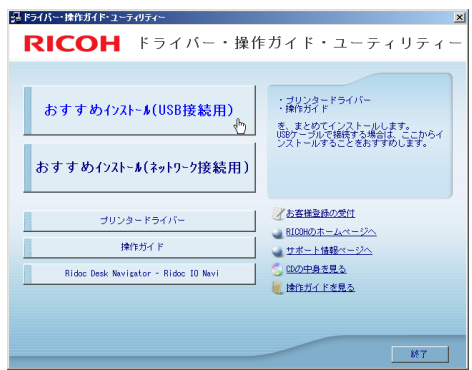 ドライバー・操作ガイド・ユーティリティー
RICOH ドライバー・操作ガイド・ユーティリティー
おすすめインストール(USB接続用)
・プリンタードライバー
・操作ガイド
を、まとめてインストールします。
USBケーブルで接続する場合は、ここからイ
ンストールすることをおすすめします。
おすすめインストール(ネットワーク接続用)
プリンタードライバー
操作ガイド
Ridoc Desk Navigator - Ridoc IO Navi
お客様登録の受付
RICOHのホームページへ
サポート情報ページへ
CDの中身を見る
操作ガイドを見る
終了